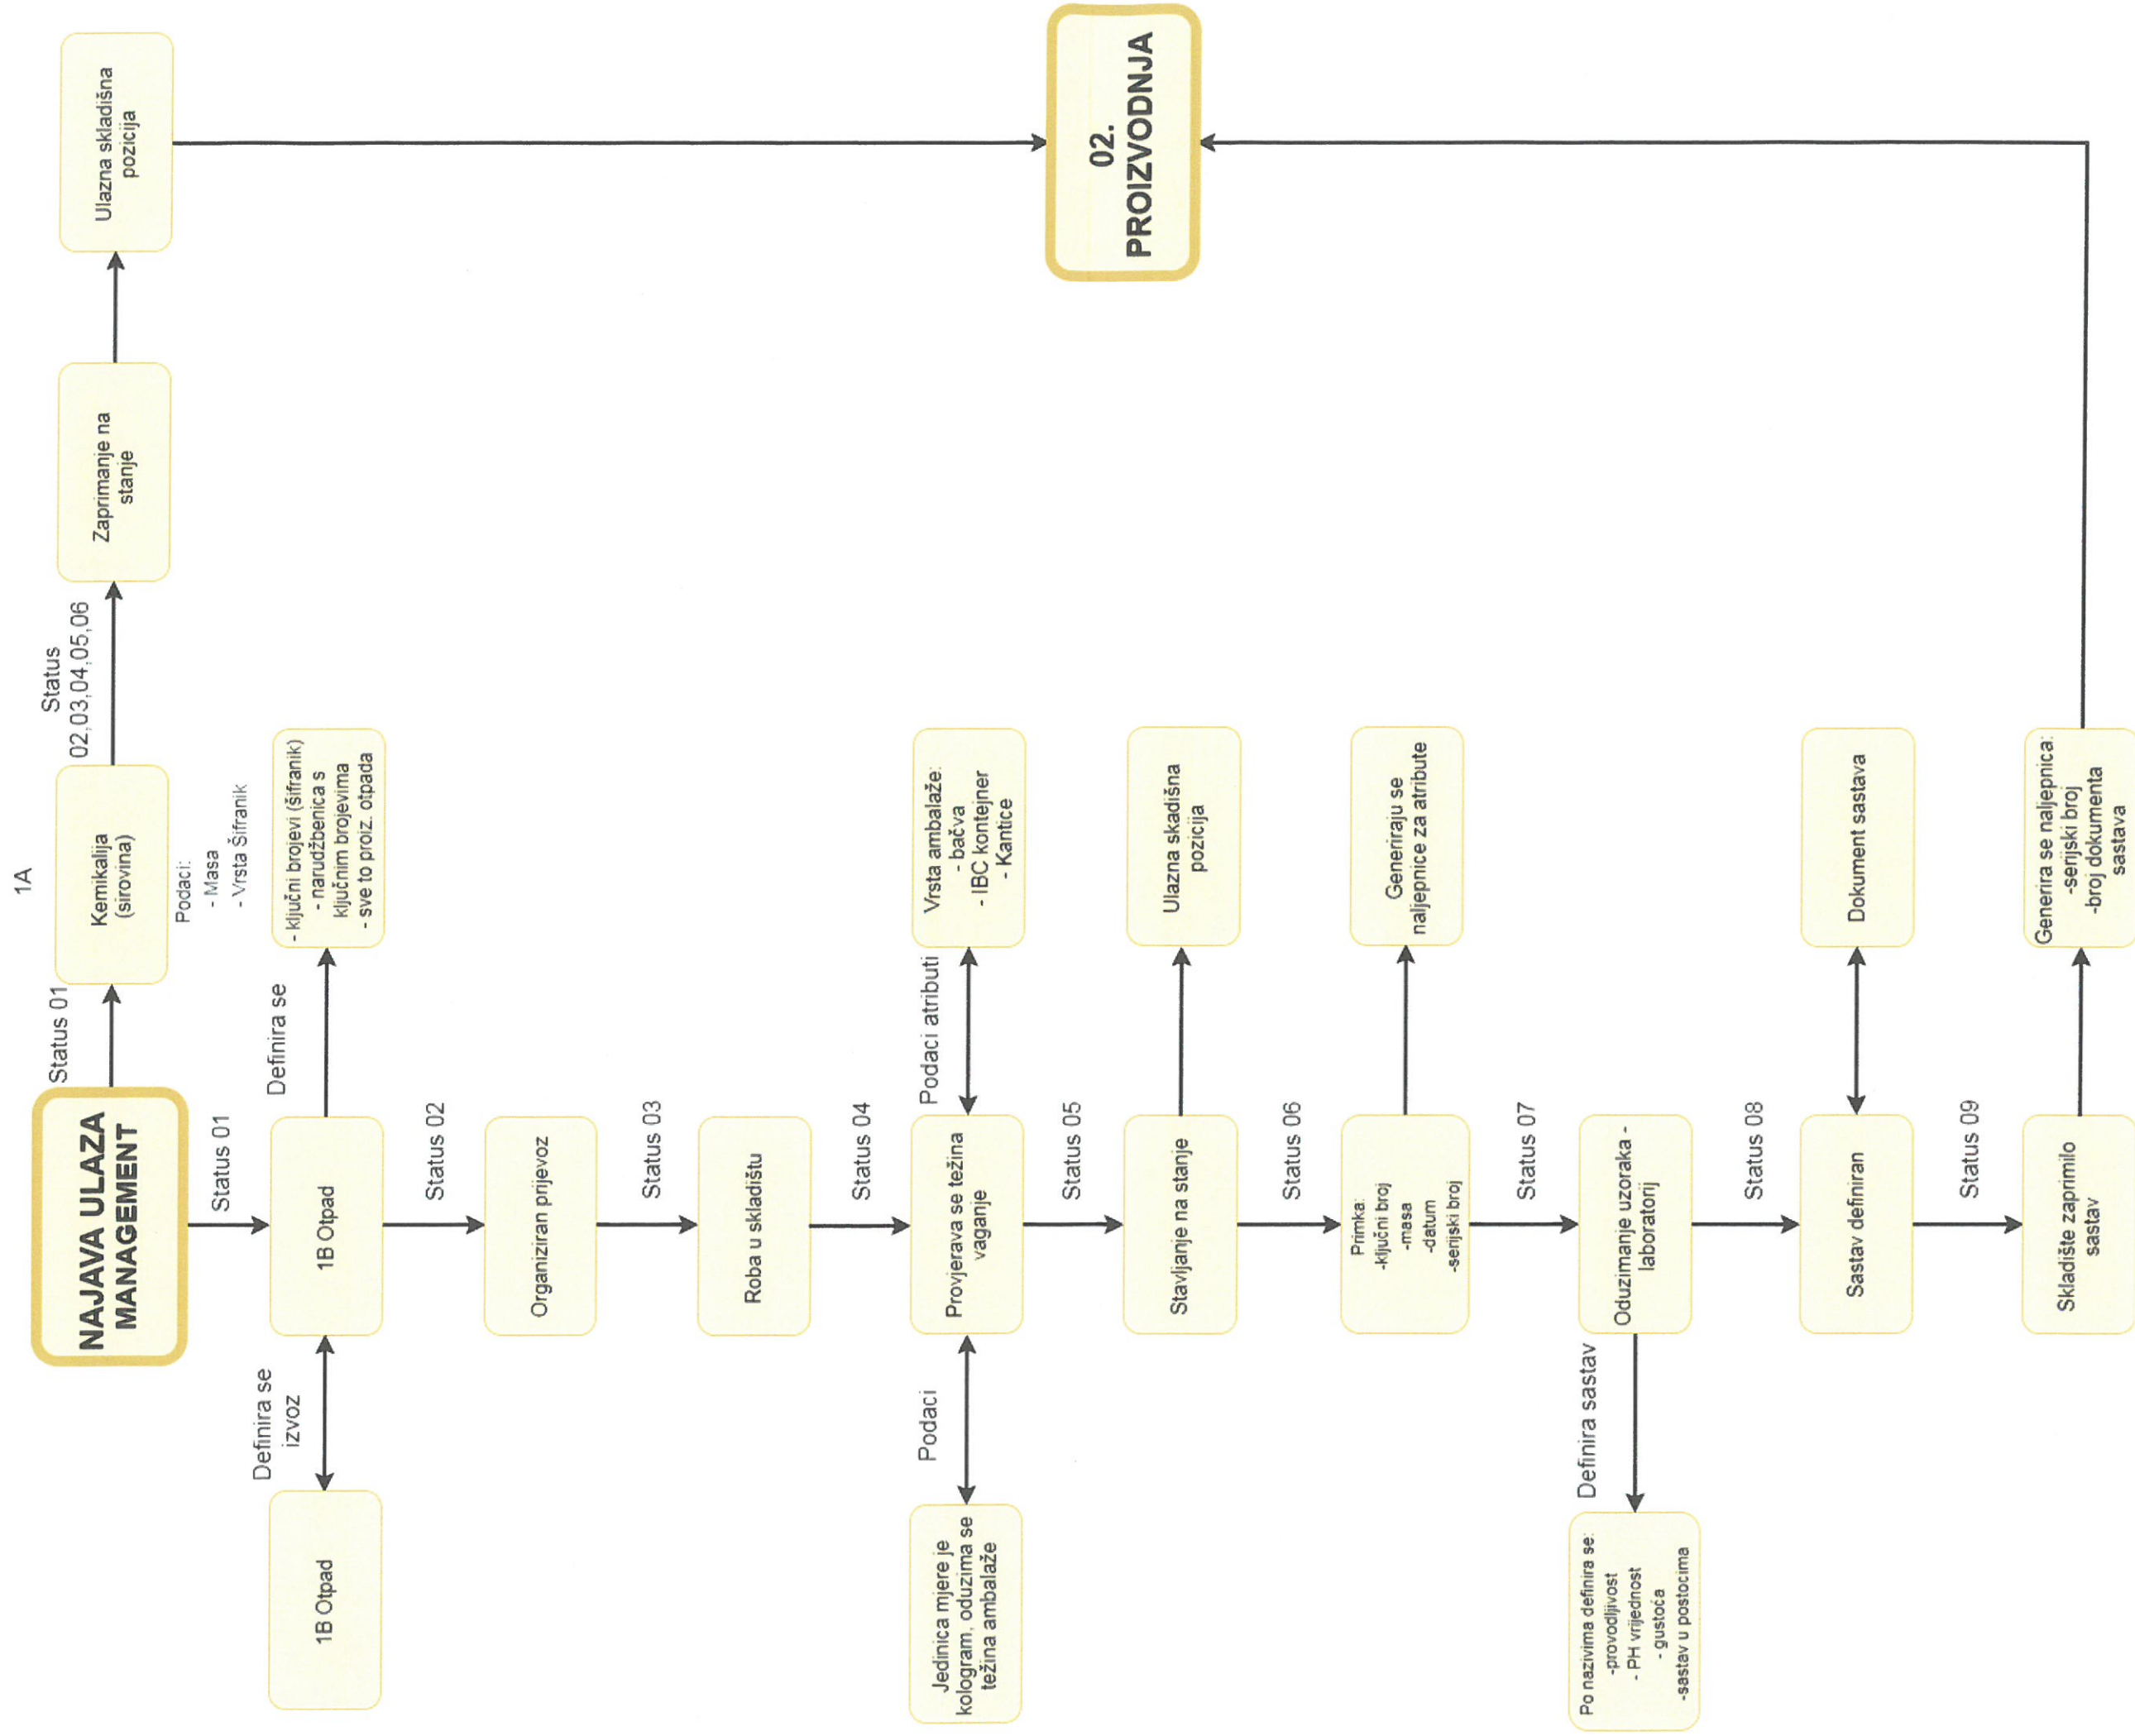 NAJAVA ULAZA
MANAGEMENT
Status 01
1A
Kemikalija
(sirovina)
Podaci:
- Masa
- Vrsta Šifranik
Status
02,03,04,05,06
Zaprimanje na
stanje
Ulazna skladišna
pozicija
Status 01
1B Otpad
Definira se
izvoz
1B Otpad
Definira se
- ključni brojevi (šifranik)
- narudžbenica s
ključnim brojevima
- sve to proiz. otpada
Status 02
Organiziran prijevoz
Status 03
Roba u skladištu
Status 04
Jedinica mjere je
kologram, oduzima se
težina ambalaže
Podaci
Provjerava se težina
vaganje
Podaci atributi
Vrsta ambalaže:
- bačva
- IBC kontejner
- Kantice
Status 05
Stavljanje na stanje
Ulazna skadišna
pozicija
02.
PROIZVODNJA
Status 06
Primka:
-ključni broj
-masa
-datum
-serijski broj
Generiraju se
naljepnice za atribute
Status 07
Oduzimanje uzoraka -
laboratorij
Definira sastav
Po nazivima definira se:
-provodljivost
- PH vrijednost
- gustoća
-sastav u postocima
Status 08
Sastav definiran
Dokument sastava
Status 09
Skladište zaprimilo
sastav
Generira se naljepnica:
-serijski broj
-broj dokumenta
sastava